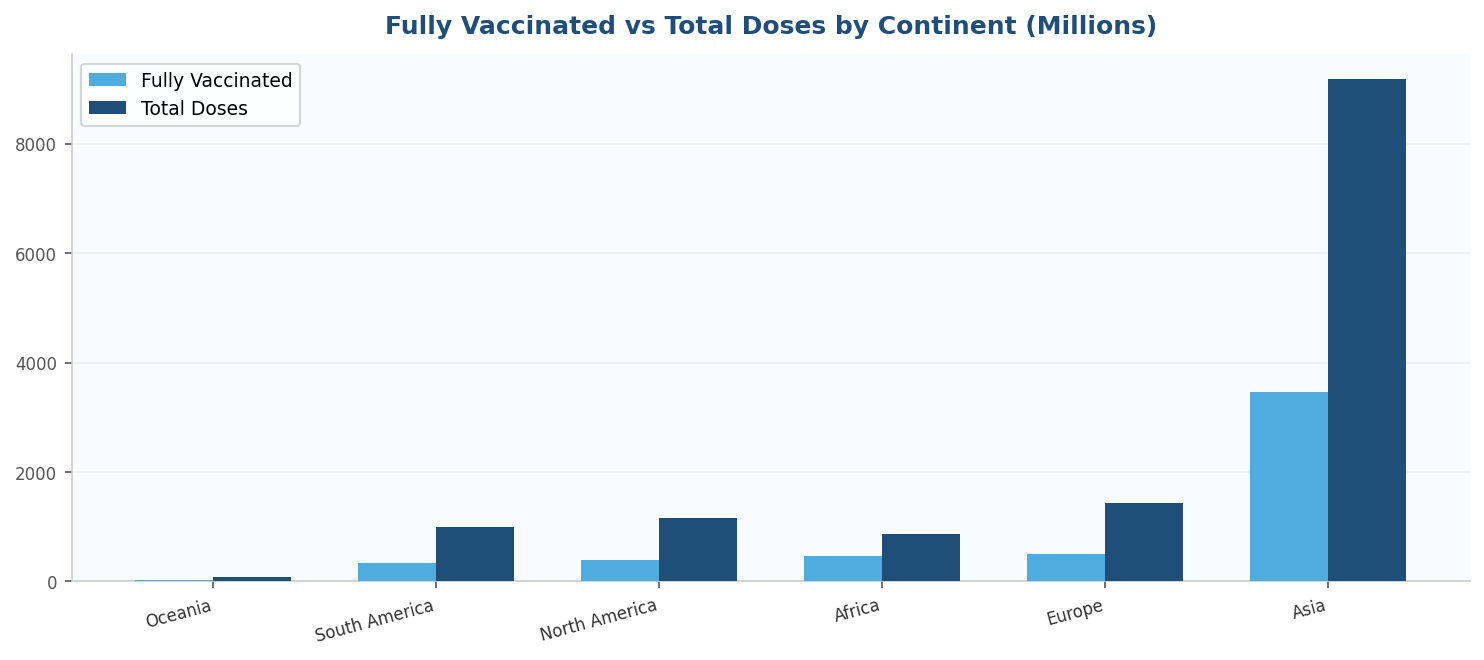 Fully Vaccinated vs Total Doses by Continent (Millions)
Fully Vaccinated
Total Doses
8000
6000
4000
2000
0
Oceania
South America
North America
Africa
Europe
Asia